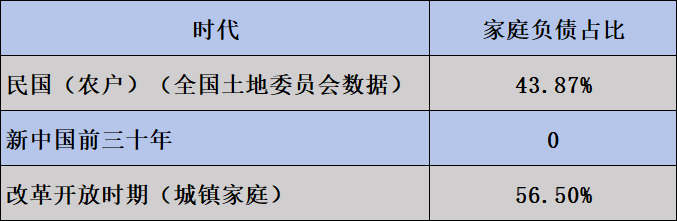 时代 家庭负债占比
民国（农户）（全国土地委员会数据） 43.87%
新中国前三十年 0
改革开放时期（城镇家庭） 56.50%